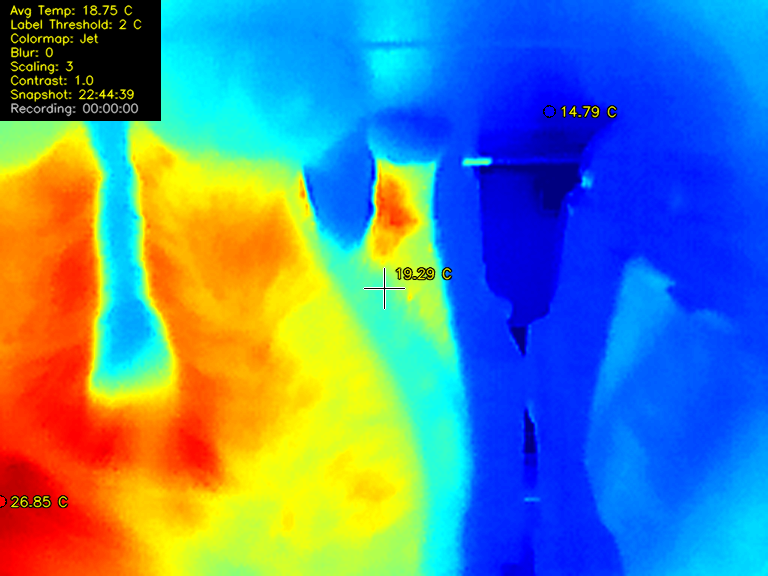 Avg Temp: 18.75 C
Label Threshold: 2 C
Colormap: Jet
Blur: 0
Scaling: 3
Contrast: 1.0
Snapshot: 22:44:39
Recording: 00:00:00
14.79 C
19.29 C
26.85 C